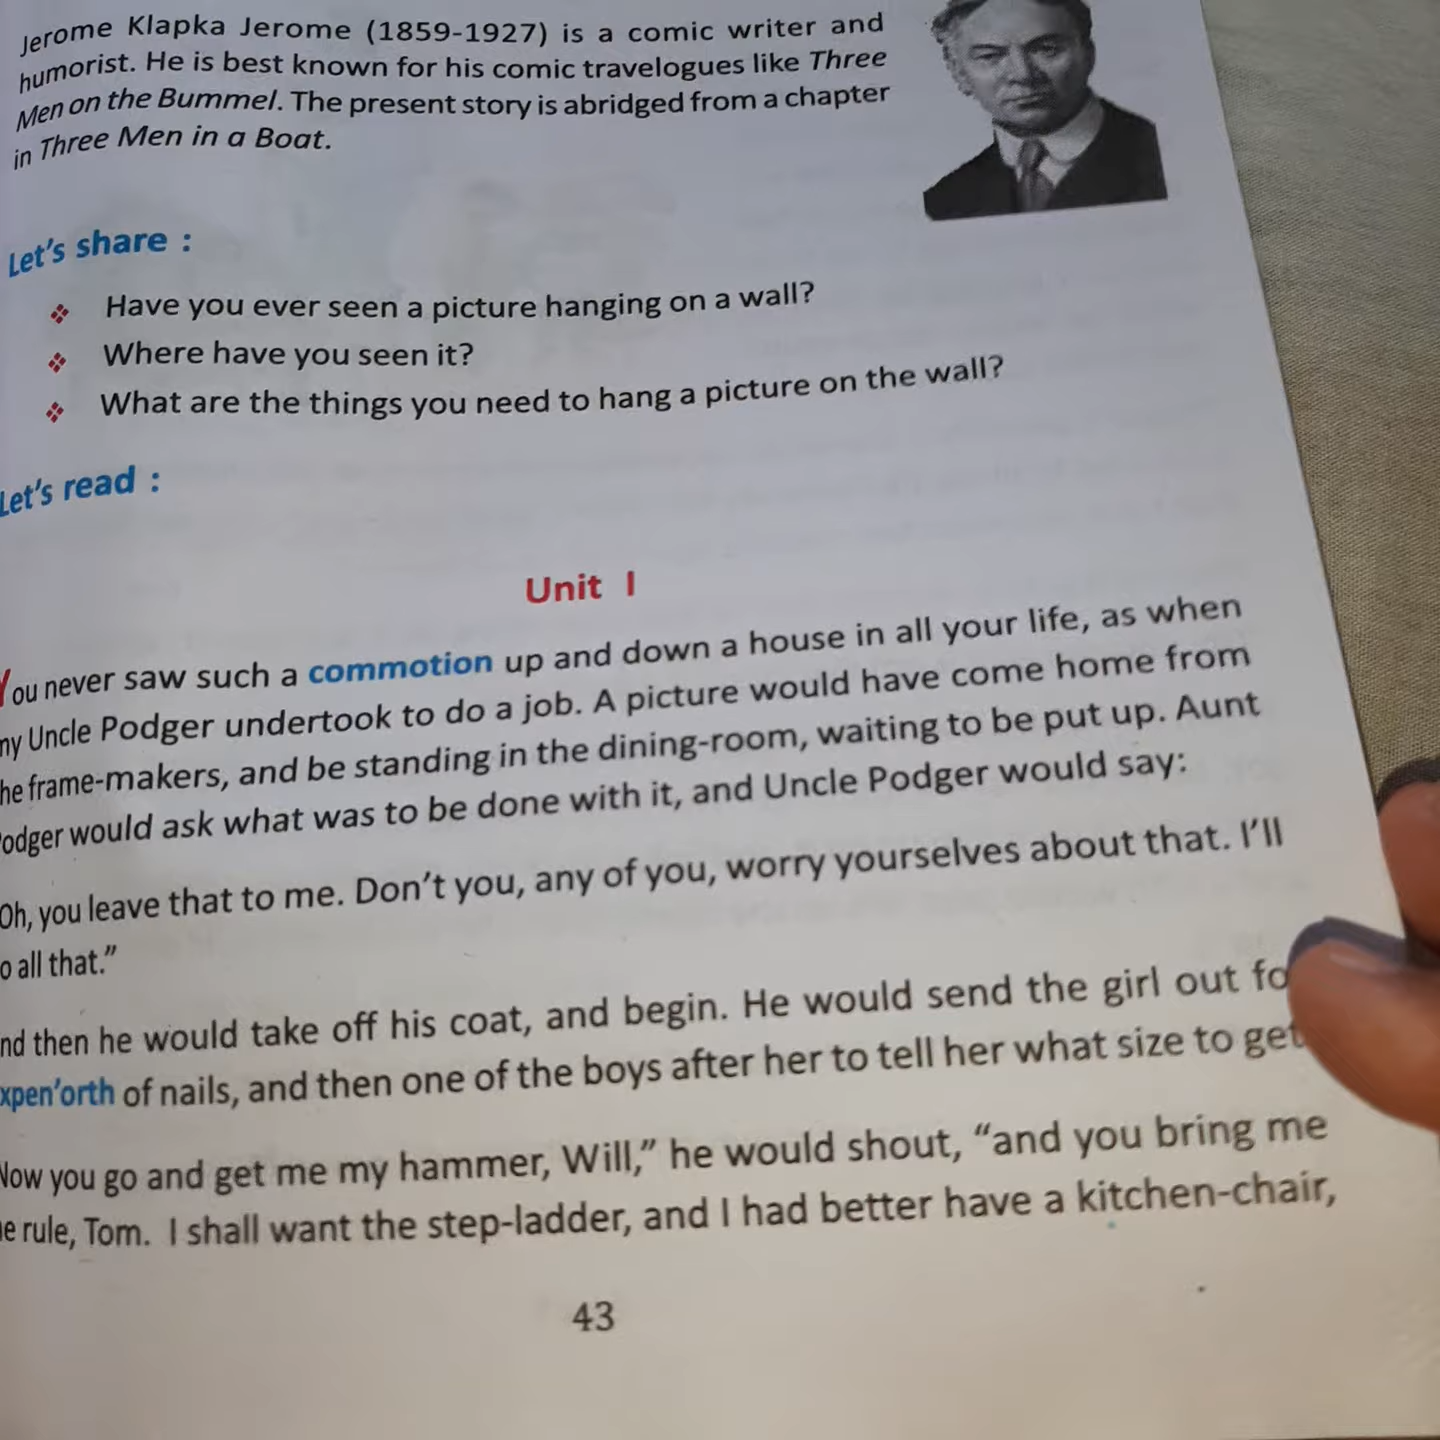 Jerome Klapka Jerome (1859-1927) is a comic writer and
humorist. He is best known for his comic travelogues like Three
Men on the Bummel. The present story is abridged from a chapter
in Three Men in a Boat.
Let's share :
❖ Have you ever seen a picture hanging on a wall?
❖ Where have you seen it?
❖ What are the things you need to hang a picture on the wall?
Let's read :
Unit I
You never saw such a commotion up and down a house in all your life, as when
my Uncle Podger undertook to do a job. A picture would have come home from
he frame-makers, and be standing in the dining-room, waiting to be put up. Aunt
Podger would ask what was to be done with it, and Uncle Podger would say:
Oh, you leave that to me. Don't you, any of you, worry yourselves about that. I'll
o all that."
nd then he would take off his coat, and begin. He would send the girl out fo
xpen'orth of nails, and then one of the boys after her to tell her what size to get
Now you go and get me my hammer, Will," he would shout, "and you bring me
e rule, Tom. I shall want the step-ladder, and I had better have a kitchen-chair,
43